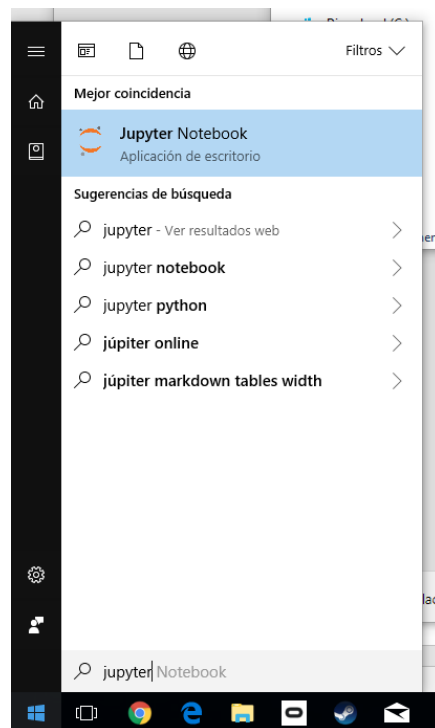 Filtros
Mejor coincidencia
Jupyter Notebook
Aplicación de escritorio
Sugerencias de búsqueda
jupyter - Ver resultados web
jupyter notebook
jupyter python
júpiter online
júpiter markdown tables width
jupyter Notebook